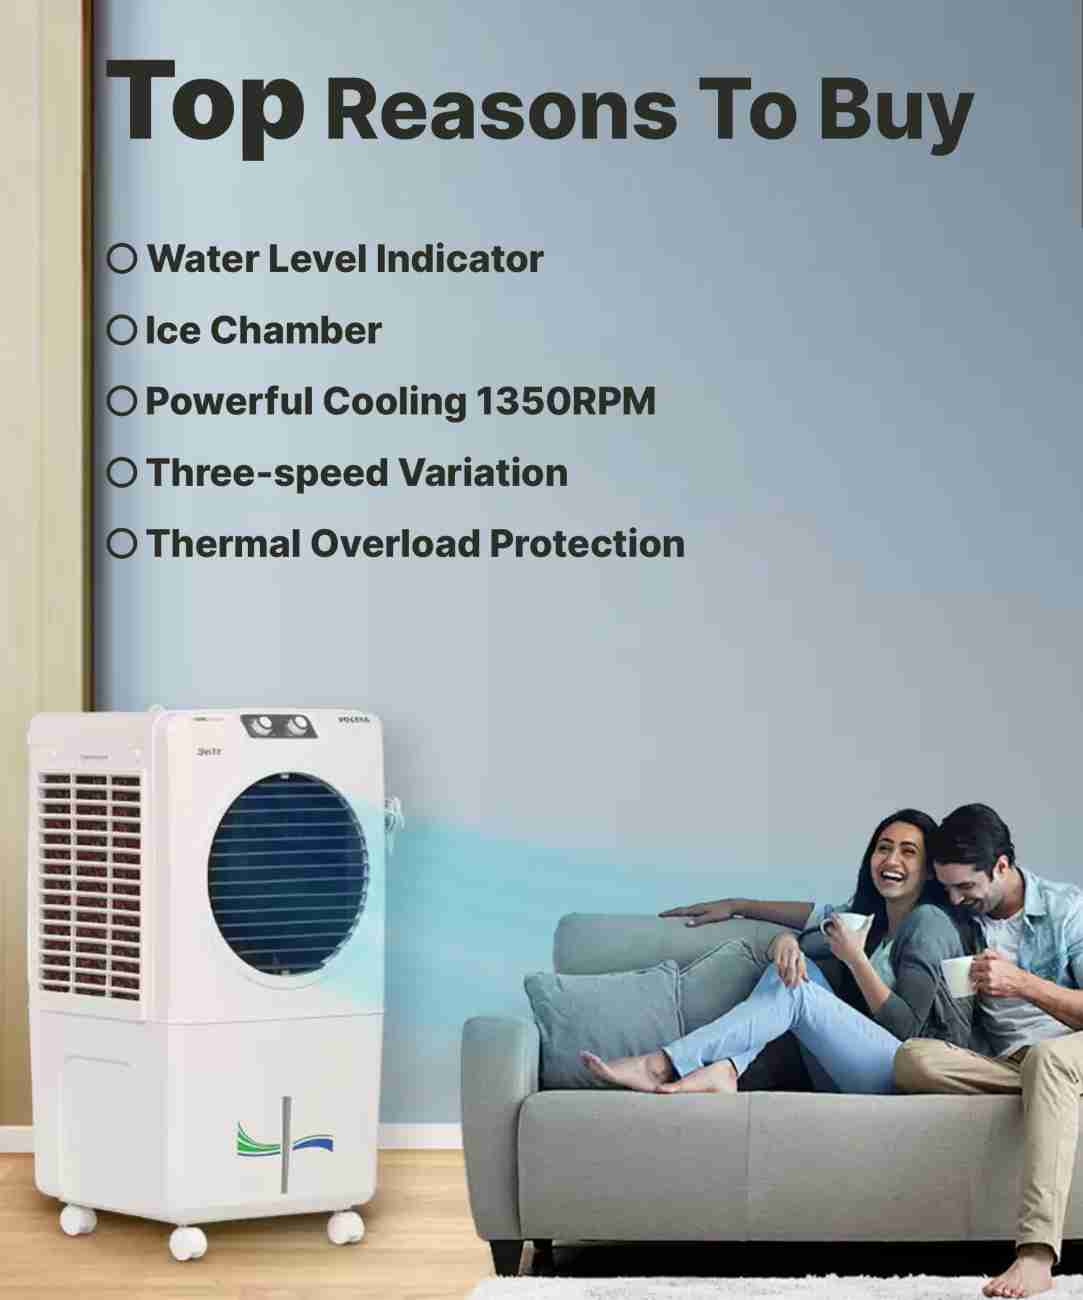 Top Reasons To Buy
Water Level Indicator
Ice Chamber
Powerful Cooling 1350RPM
Three-speed Variation
Thermal Overload Protection